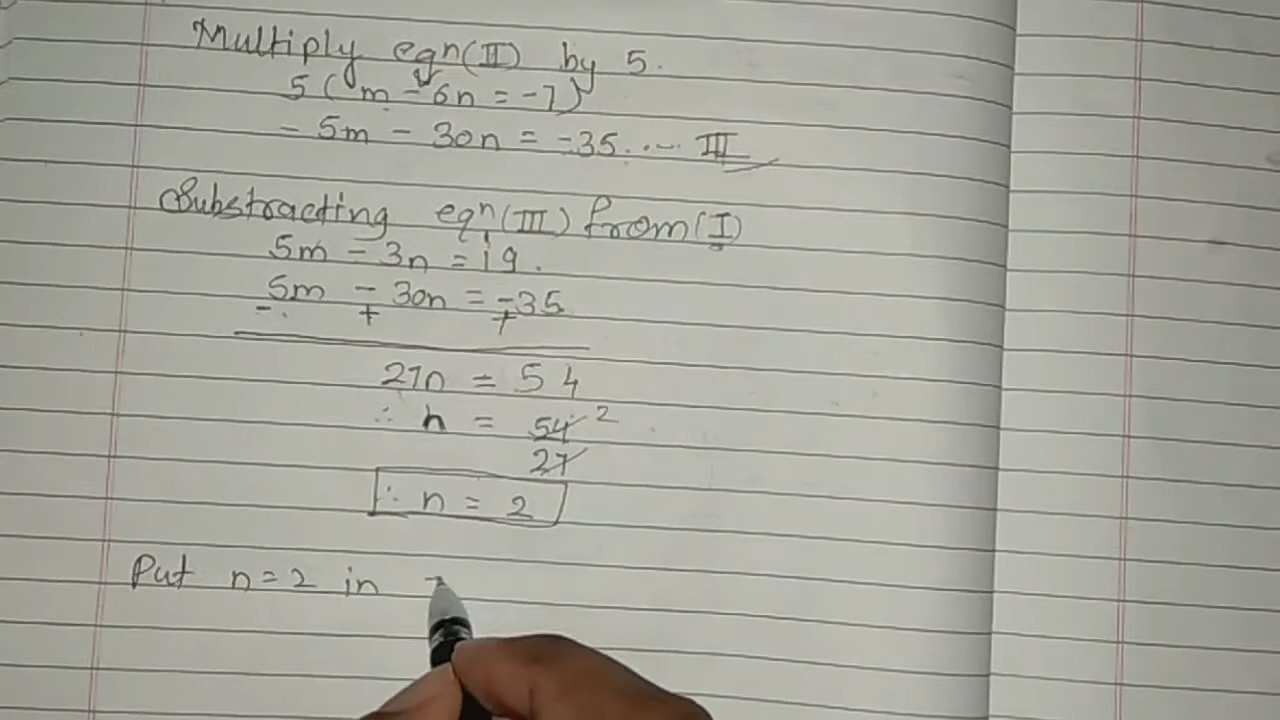 Multiply eqn(II) by 5.
5(m - 6n = -7)
- 5m - 30n = -35 ... III
Substracting eqn(III) from (I)
5m - 3n = 19.
5m - 30n = -35
- + +
27n = 54
∴ n = 54 2
27
∴ n = 2
Put n=2 in